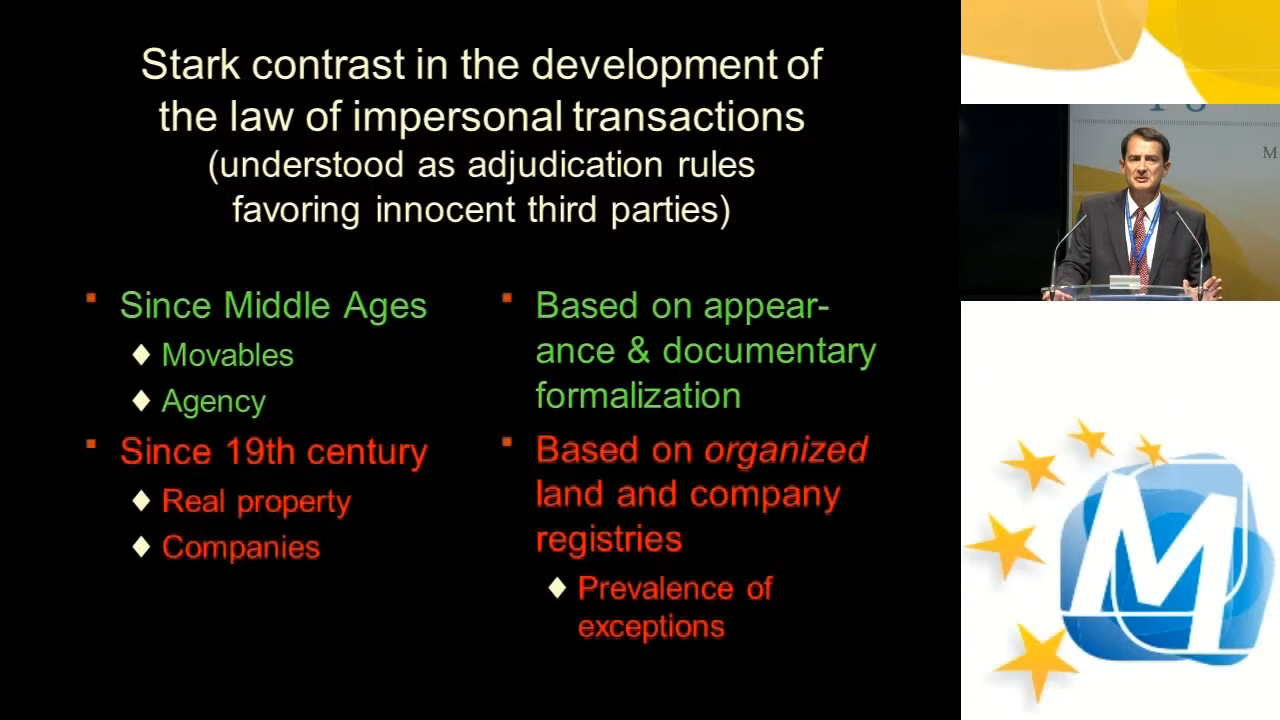 Stark contrast in the development of
the law of impersonal transactions
(understood as adjudication rules
favoring innocent third parties)
Since Middle Ages
Movables
Agency
Since 19th century
Real property
Companies
Based on appear-
ance & documentary
formalization
Based on organized
land and company
registries
Prevalence of
exceptions
M
M